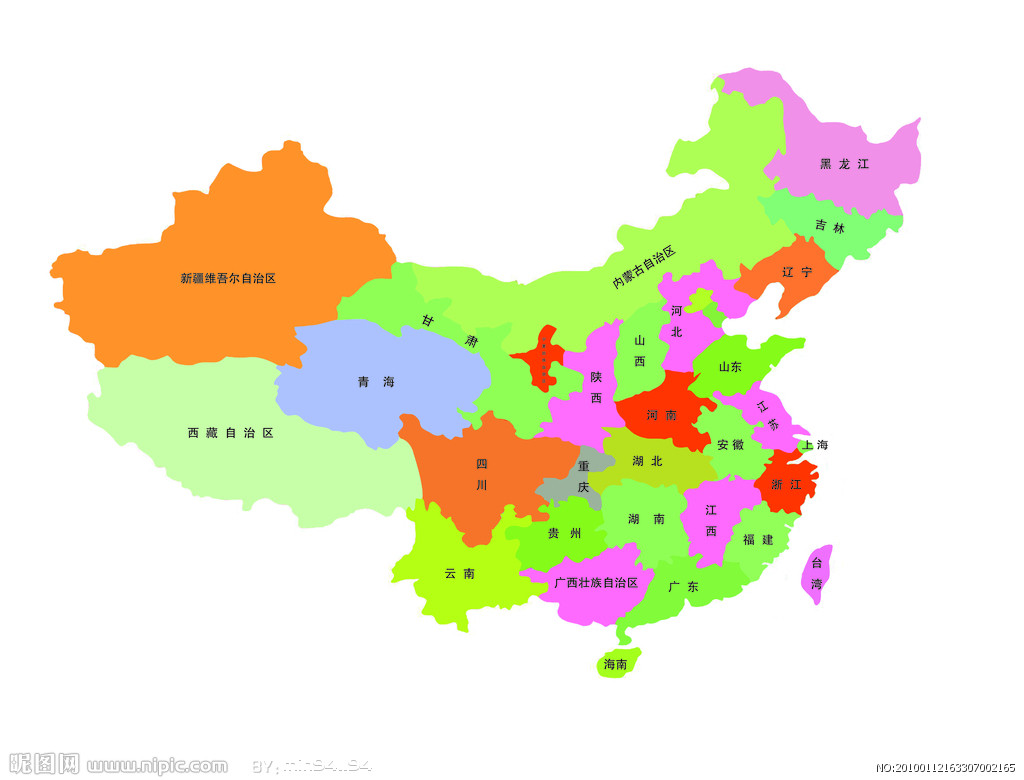 黑龙江
吉林
辽宁
内蒙古自治区
新疆维吾尔自治区
甘肃
河北
山西
山东
陕西
青海
河南
江苏
西藏自治区
安徽
上海
四川
重庆
湖北
浙江
江西
湖南
贵州
福建
云南
广西壮族自治区
广东
台湾
海南
昵图网 www.nipic.com
NO:20100112163307002165